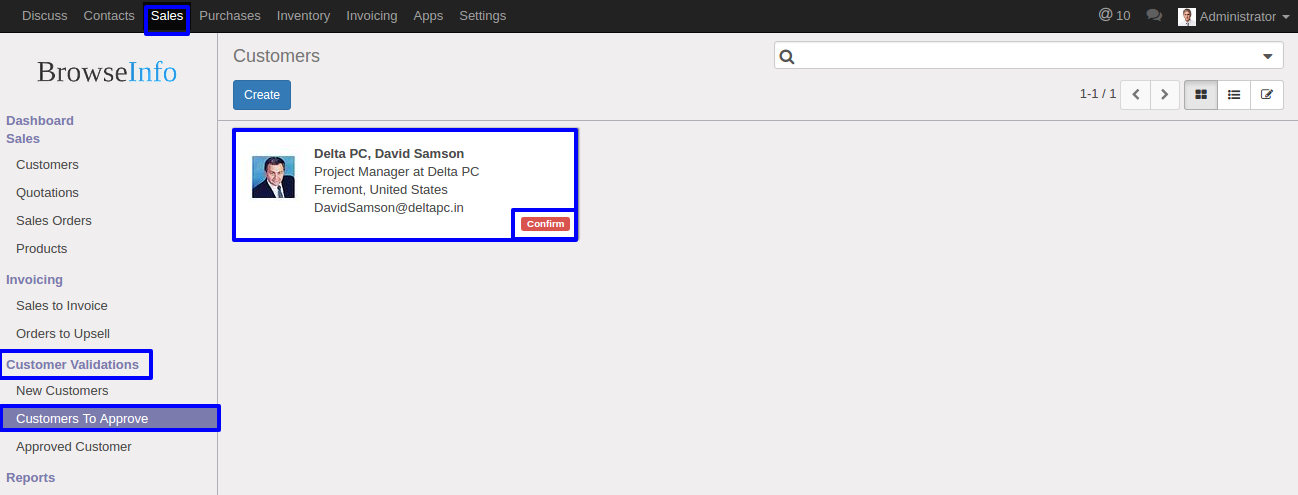 Discuss Contacts Sales Purchases Inventory Invoicing Apps Settings @ 10 Administrator
BrowseInfo
Customers
Create
1-1 / 1
Dashboard
Sales
Customers
Quotations
Sales Orders
Products
Invoicing
Sales to Invoice
Orders to Upsell
Customer Validations
New Customers
Customers To Approve
Approved Customer
Reports
Delta PC, David Samson
Project Manager at Delta PC
Fremont, United States
DavidSamson@deltapc.in
Confirm